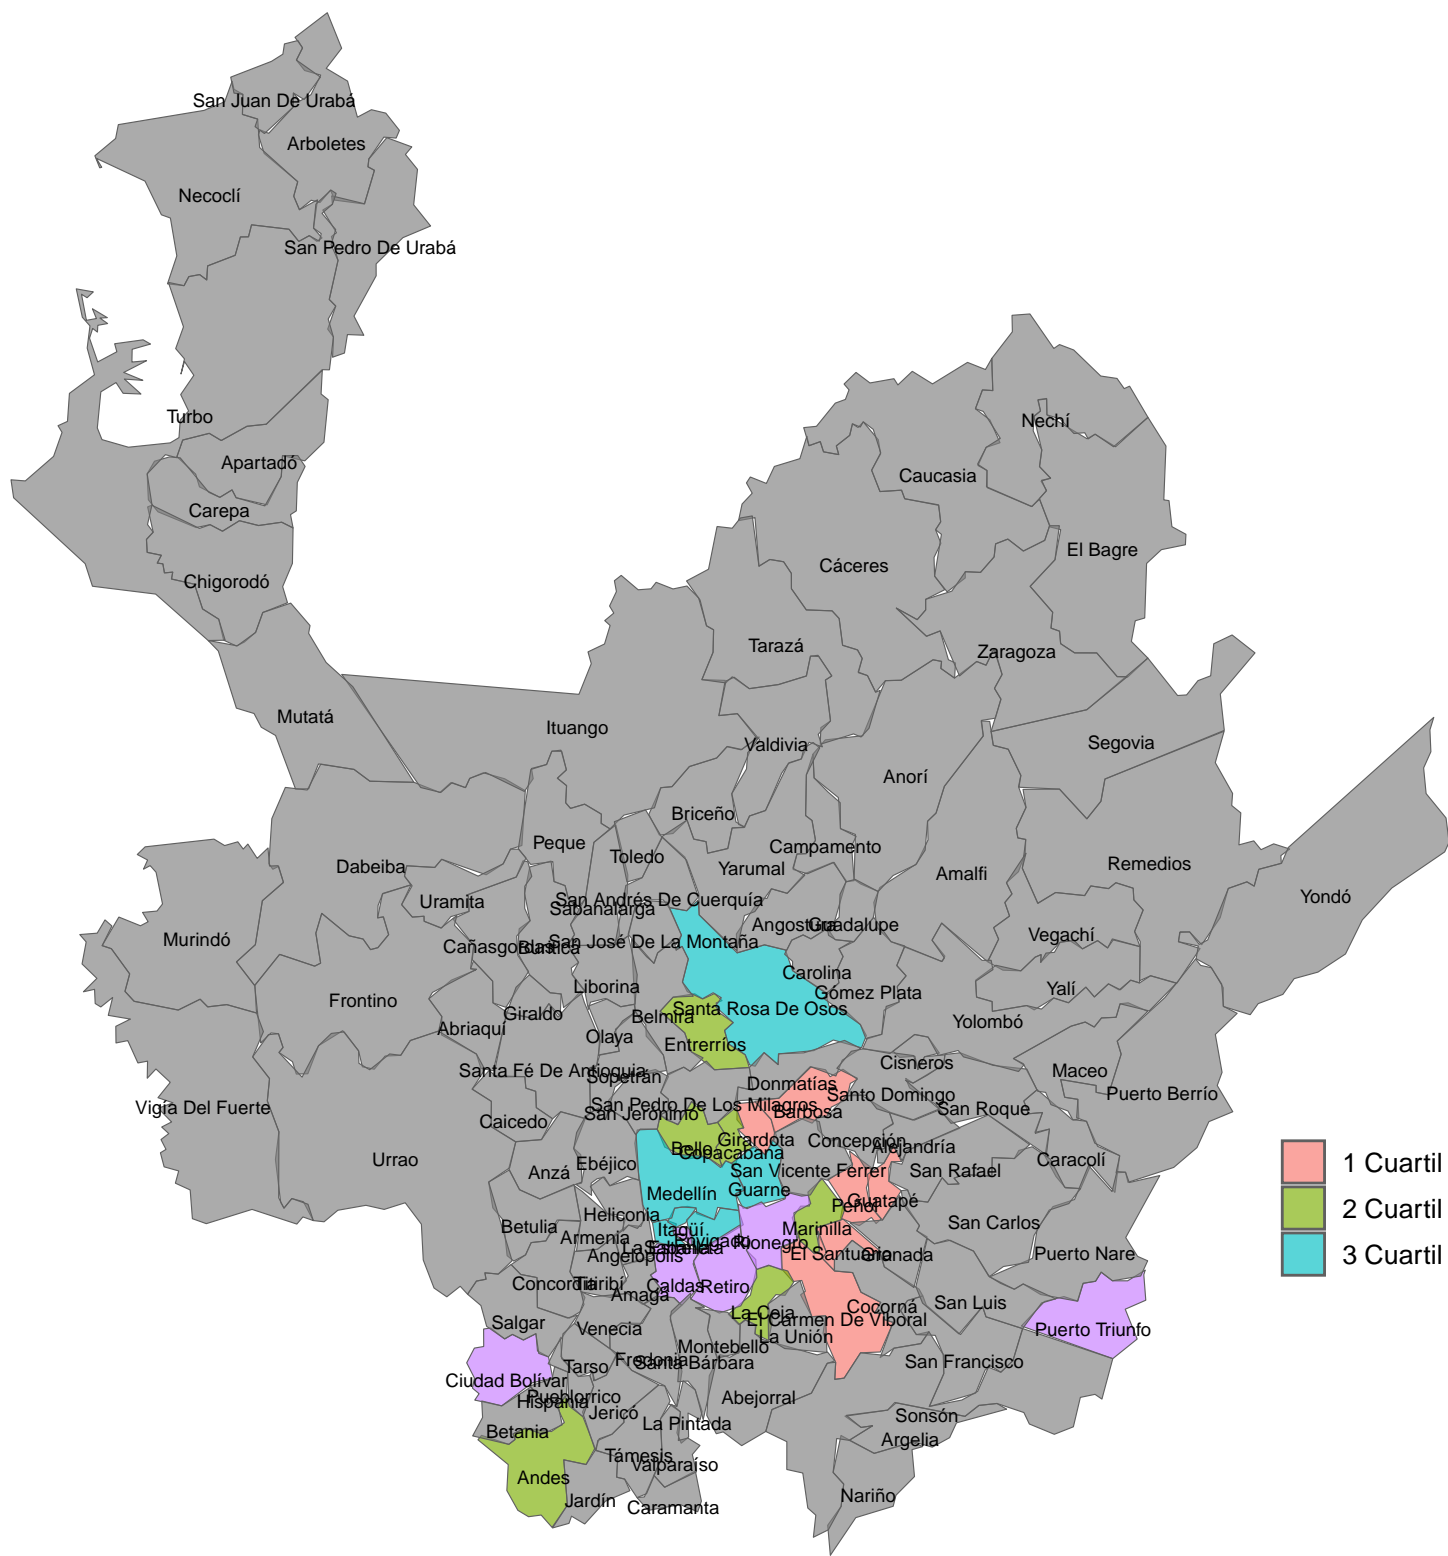 San Juan De Urabá
Arboletes
Necoclí
San Pedro De Urabá
Turbo
Nechí
Apartadó
Caucasia
Carepa
El Bagre
Cáceres
Chigorodó
Tarazá
Zaragoza
Mutatá
Ituango
Valdivia
Segovia
Anorí
Briceño
Peque
Campamento
Toledo
Dabeiba
Yarumal
Amalfi
Remedios
Yondó
Uramita
San Andrés De Cuerquía
Sabanalarga
Angostura
Guadalupe
Murindó
Vegachí
Cañasgordas
Buriticá
San José De La Montaña
Carolina
Liborina
Gómez Plata
Yalí
Frontino
Santa Rosa De Osos
Giraldo
Belmira
Abriaquí
Yolombó
Olaya
Entrerríos
Cisneros
Santa Fé De Antioquia
Sopetrán
Maceo
Donmatías
Santo Domingo
Puerto Berrío
San Pedro De Los Milagros
Vigía Del Fuerte
San Jerónimo
Barbosa
San Roque
Caicedo
Girardota
Concepción
Alejandría
Bello
Copacabana
Urrao
Ebéjico
Anzá
San Vicente Ferrer
San Rafael
Caracolí
1 Cuartil
Medellín
Guarne
Peñol
Guatapé
2 Cuartil
Heliconia
Betulia
Itagüí
Marinilla
San Carlos
Armenia
Envigado
Rionegro
La Estrella
Sabaneta
Angelópolis
El Santuario
Granada
Puerto Nare
3 Cuartil
Concordia
Titiribí
Caldas
Retiro
Amagá
La Ceja
Cocorná
San Luis
Salgar
Venecia
El Carmen De Viboral
Puerto Triunfo
La Unión
Montebello
Tarso
Fredonia
Santa Bárbara
San Francisco
Ciudad Bolívar
Pueblorrico
Hispania
Abejorral
Jericó
La Pintada
Sonsón
Betania
Argelia
Támesis
Valparaíso
Andes
Jardín
Caramanta
Nariño